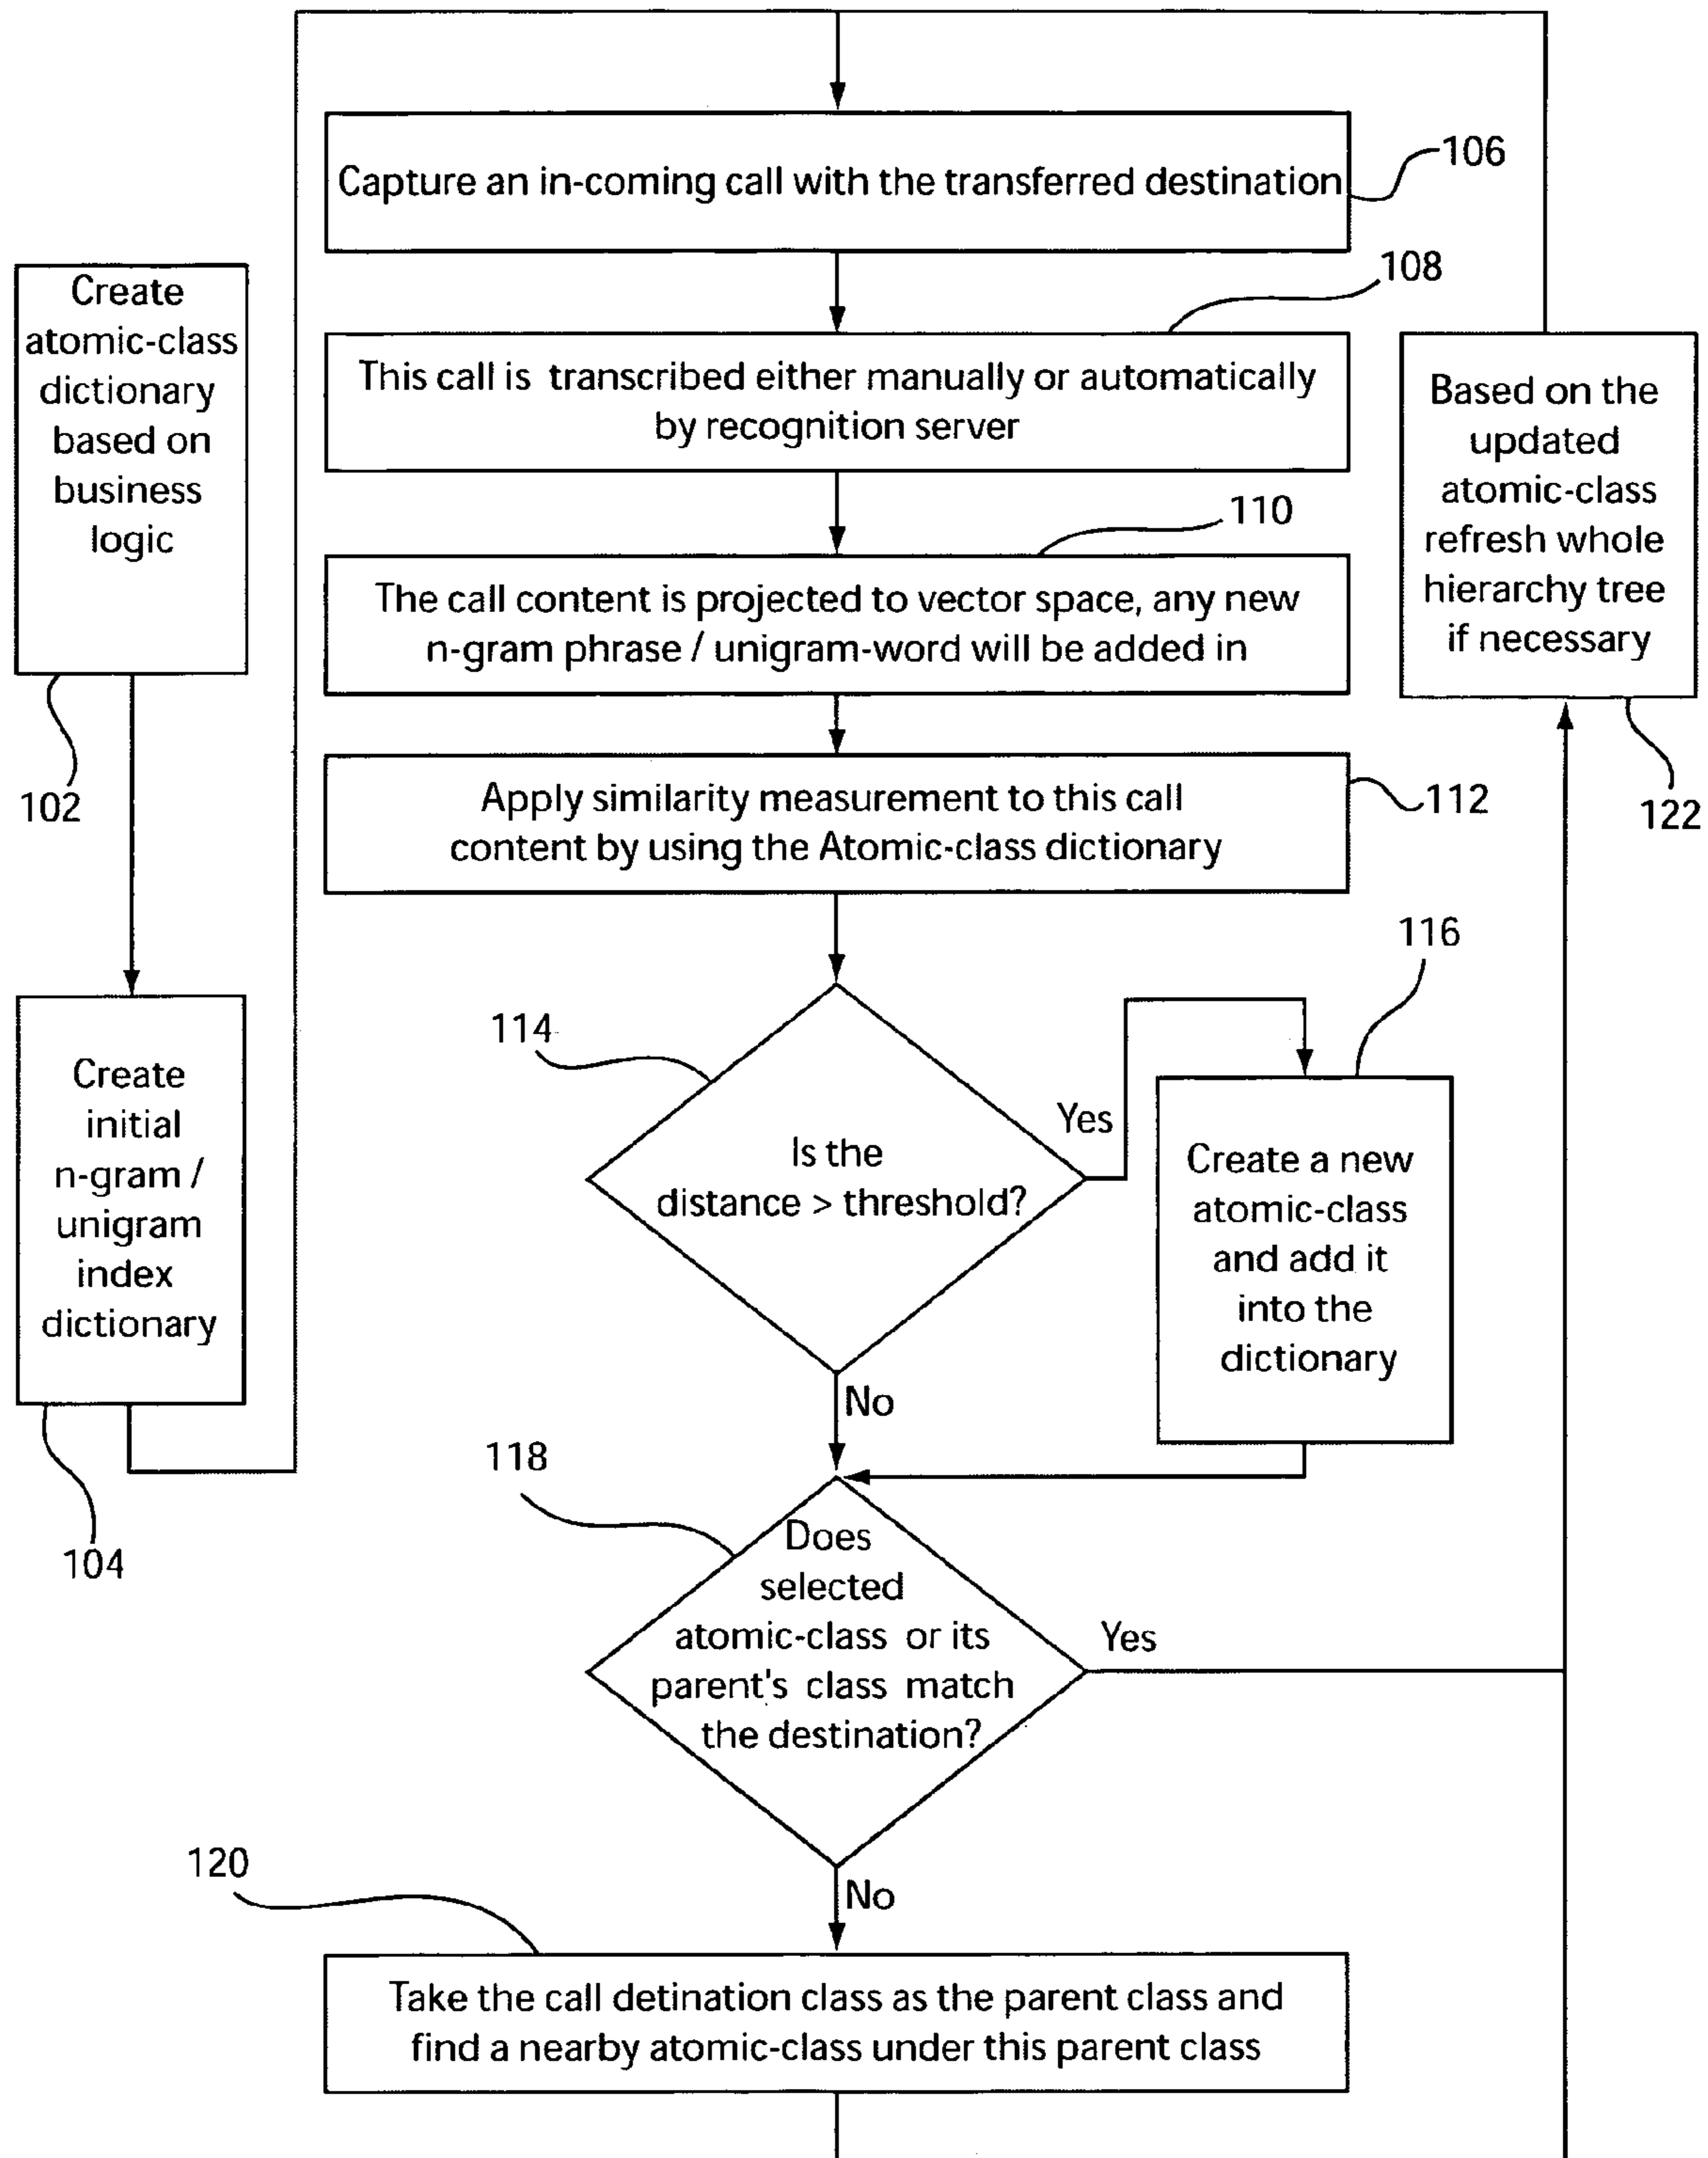 Capture an in-coming call with the transferred destination
106
108
This call is transcribed either manually or automatically
by recognition server
110
The call content is projected to vector space, any new
n-gram phrase / unigram-word will be added in
Apply similarity measurement to this call
content by using the Atomic-class dictionary
112
Create
atomic-class
dictionary
based on
business
logic
102
Create
initial
n-gram /
unigram
index
dictionary
104
Based on the
updated
atomic-class
refresh whole
hierarchy tree
if necessary
122
114
Is the
distance > threshold?
Yes
No
116
Create a new
atomic-class
and add it
into the
dictionary
118
Does
selected
atomic-class or its
parent's class match
the destination?
Yes
No
120
Take the call detination class as the parent class and
find a nearby atomic-class under this parent class